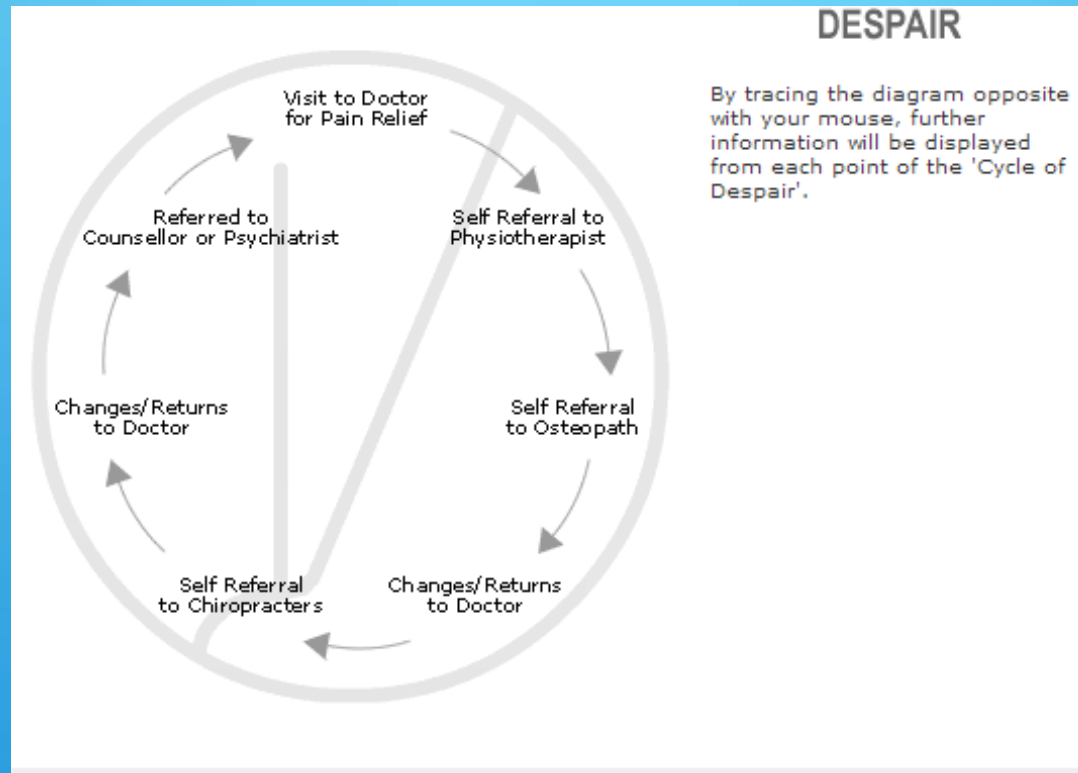 DESPAIR
By tracing the diagram opposite
with your mouse, further
information will be displayed
from each point of the 'Cycle of
Despair'.
Visit to Doctor
for Pain Relief
Self Referral to
Physiotherapist
Self Referral
to Osteopath
Changes/Returns
to Doctor
Self Referral
to Chiropracters
Changes/Returns
to Doctor
Referred to
Counsellor or Psychiatrist